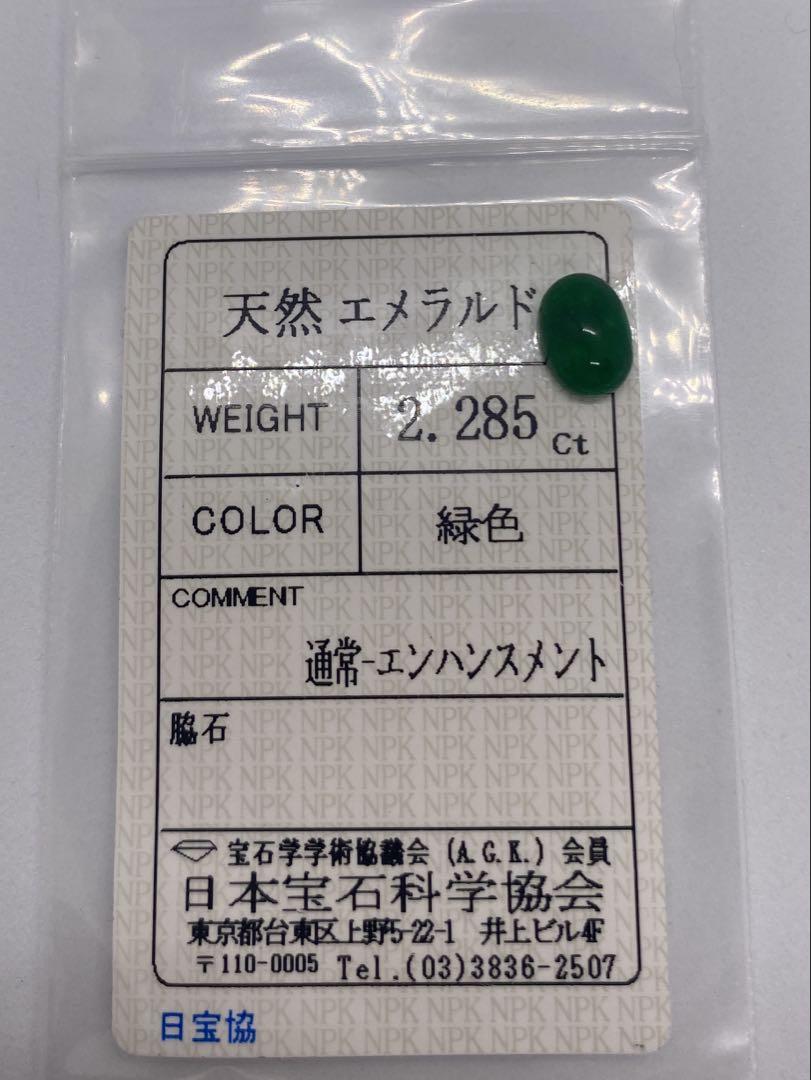 天然エメラルド
WEIGHT 2.285 Ct
COLOR 緑色
COMMENT
通常-エンハンスメント
脇石
宝石学学術協議会 (A.G.K.) 会員
日本宝石科学協会
東京都台東区上野5-22-1 井上ビル4F
〒110-0005 Tel.(03)3836-2507
日宝協